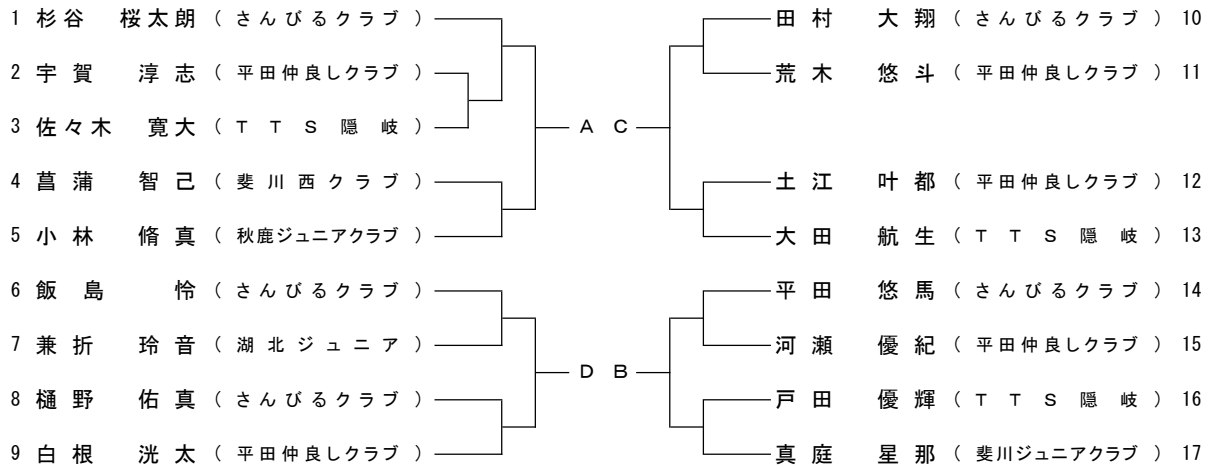 1 杉谷 桜太朗 ( さんびるクラブ )
2 宇賀 淳志 ( 平田仲良しクラブ )
3 佐々木 寛大 ( TTS隠岐 )
4 菖蒲 智己 ( 斐川西クラブ )
5 小林 脩真 ( 秋鹿ジュニアクラブ )
A
6 飯島 怜 ( さんびるクラブ )
7 兼折 玲音 ( 湖北ジュニア )
8 樋野 佑真 ( さんびるクラブ )
9 白根 洸太 ( 平田仲良しクラブ )
D
C
田村 大翔 ( さんびるクラブ ) 10
荒木 悠斗 ( 平田仲良しクラブ ) 11
土江 叶都 ( 平田仲良しクラブ ) 12
大田 航生 ( TTS隠岐 ) 13
B
平田 悠馬 ( さんびるクラブ ) 14
河瀬 優紀 ( 平田仲良しクラブ ) 15
戸田 優輝 ( TTS隠岐 ) 16
真庭 星那 ( 斐川ジュニアクラブ ) 17